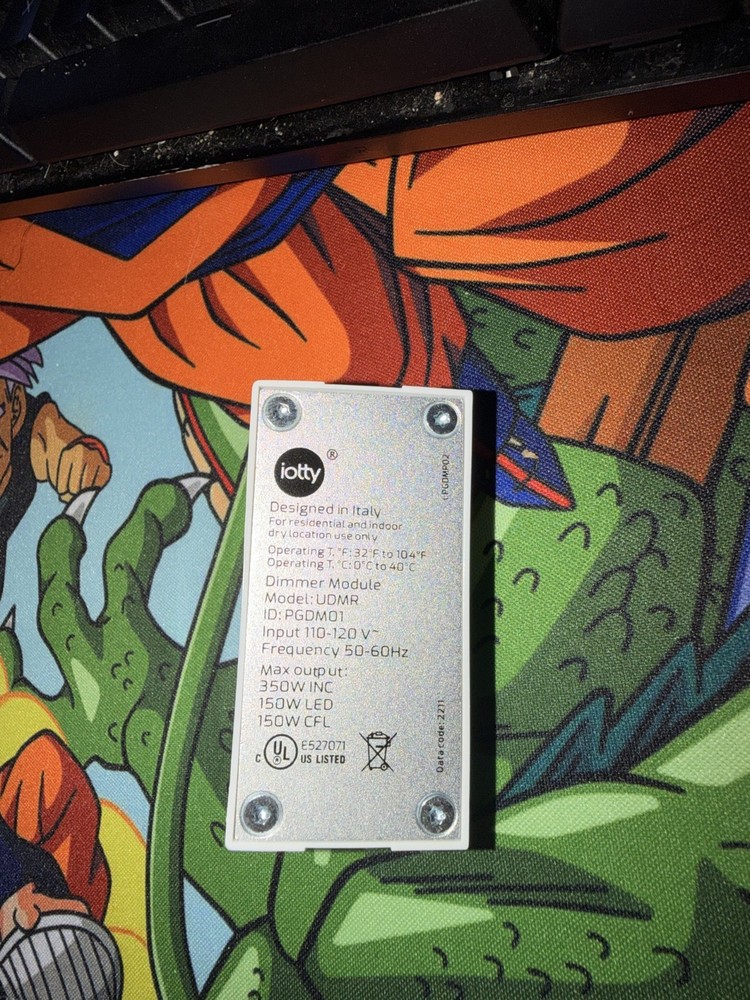 iotty ®
Designed in Italy
For residential and indoor
dry location use only
Operating T. °F: 32°F to 104°F
Operating T. °C: 0°C to 40°C
Dimmer Module
Model: UDMR
ID: PGDM01
Input 110-120 V~
Frequency 50-60Hz
Max output:
350W INC
150W LED
150W CFL
C UL ® E527071
US LISTED
LPGDMP02
Data code: 2211